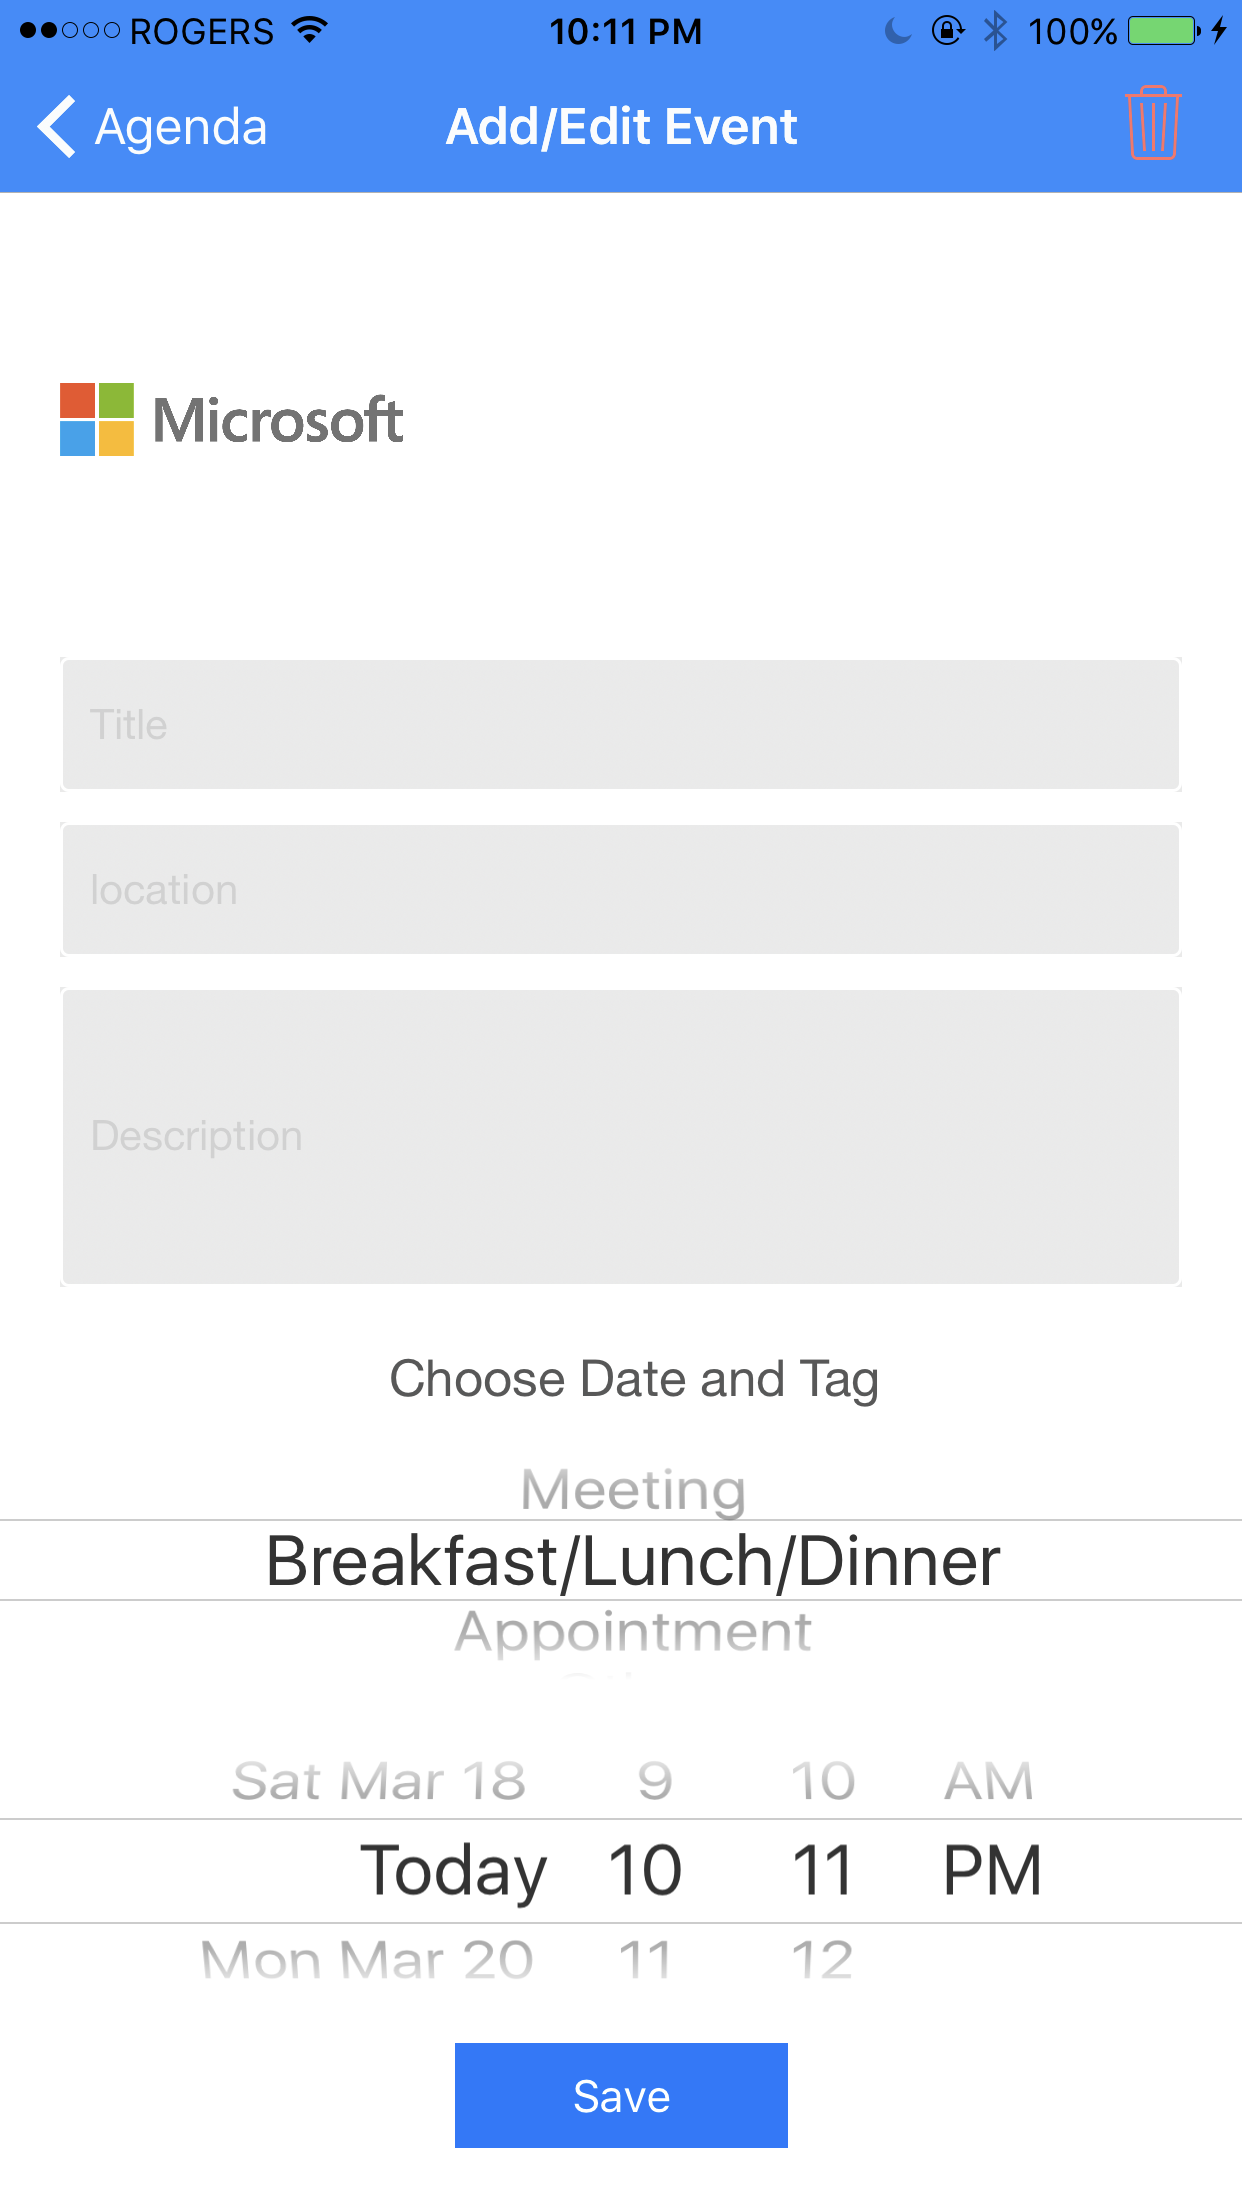 ROGERS 10:11 PM 100%
Agenda Add/Edit Event
Microsoft
Title
location
Description
Choose Date and Tag
Meeting
Breakfast/Lunch/Dinner
Appointment
Sat Mar 18 9 10 AM
Today 10 11 PM
Mon Mar 20 11 12
Save